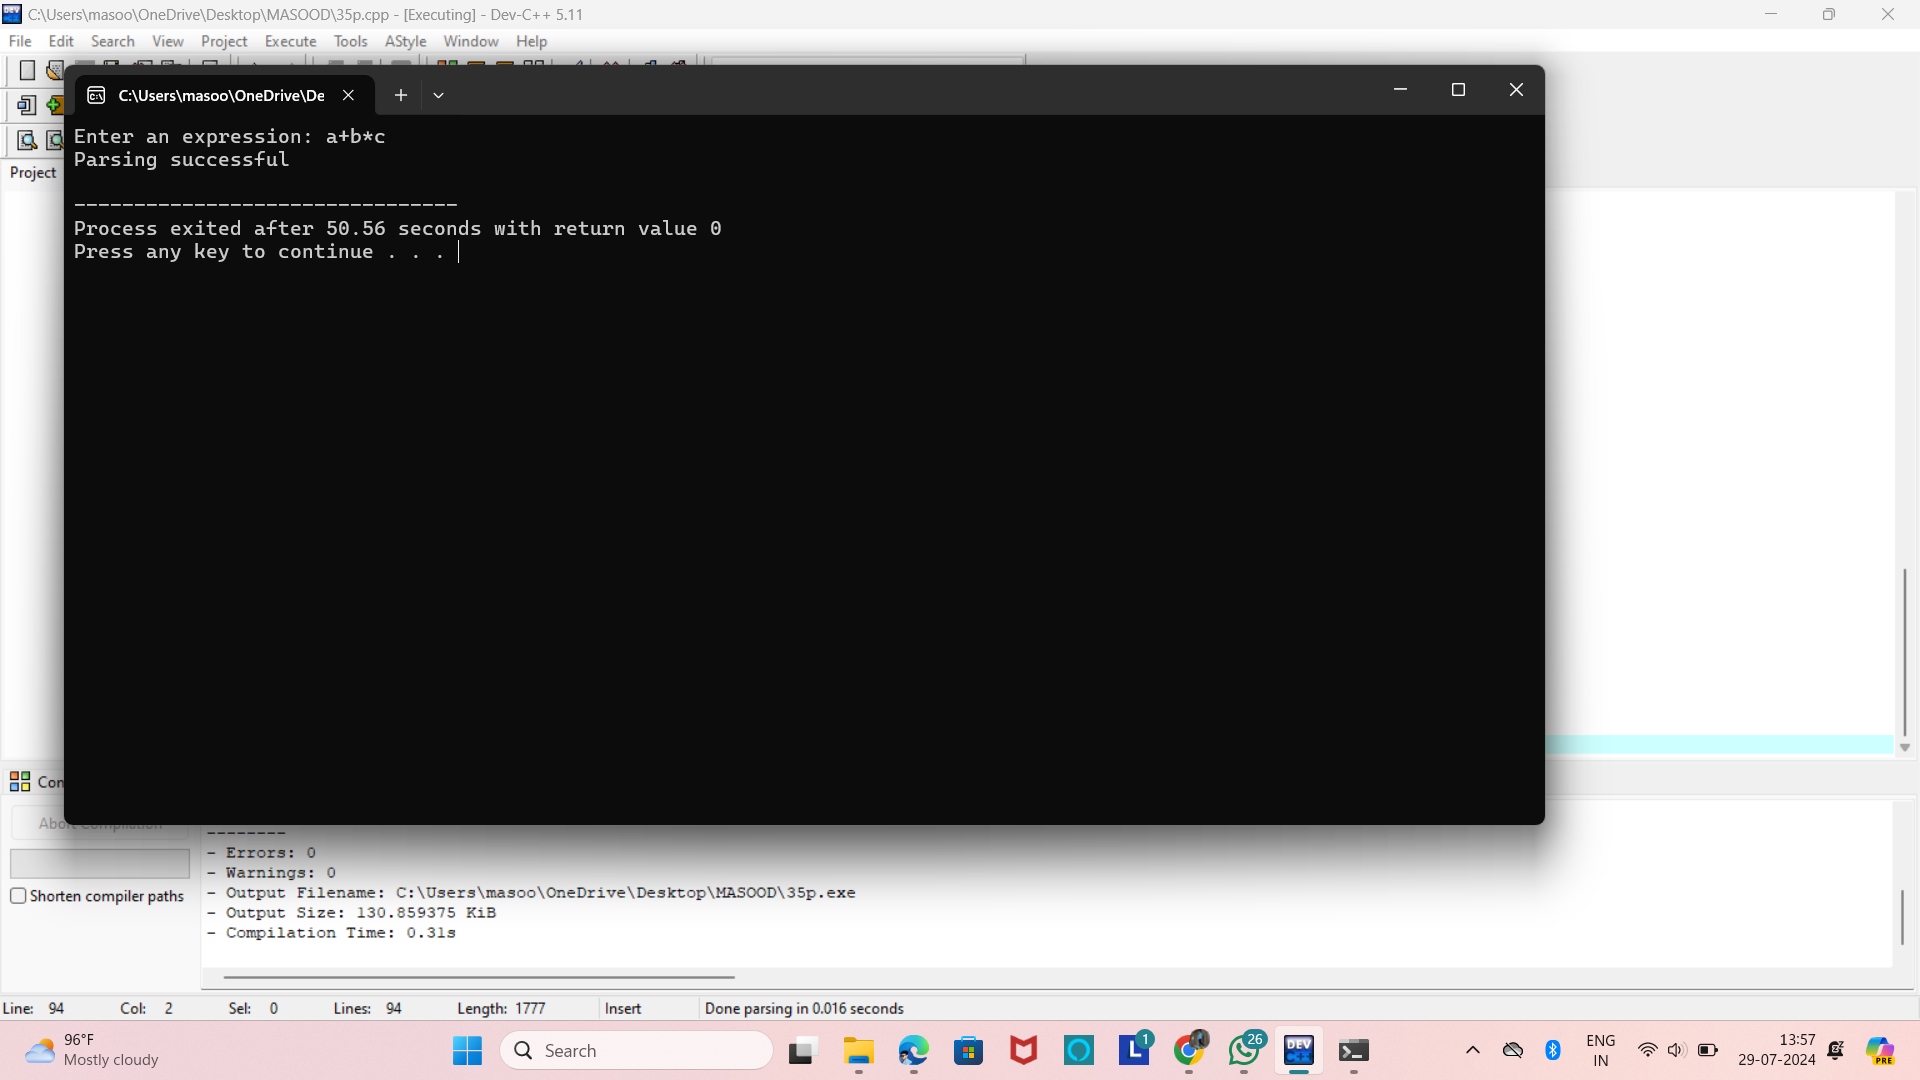 C:\Users\masoo\OneDrive\Desktop\MASOOD\35p.cpp - [Executing] - Dev-C++ 5.11
File Edit Search View Project Execute Tools AStyle Window Help
C:\Users\masoo\OneDrive\De
Enter an expression: a+b*c
Parsing successful
--------------------------------
Process exited after 50.56 seconds with return value 0
Press any key to continue . . .
Project
Con
Abort Compilation
Shorten compiler paths
--------
- Errors: 0
- Warnings: 0
- Output Filename: C:\Users\masoo\OneDrive\Desktop\MASOOD\35p.exe
- Output Size: 130.859375 KiB
- Compilation Time: 0.31s
Line: 94 Col: 2 Sel: 0 Lines: 94 Length: 1777 Insert Done parsing in 0.016 seconds
96°F
Mostly cloudy
Search
L
1
26
DEV
C++
ENG
IN
13:57
29-07-2024
PRE